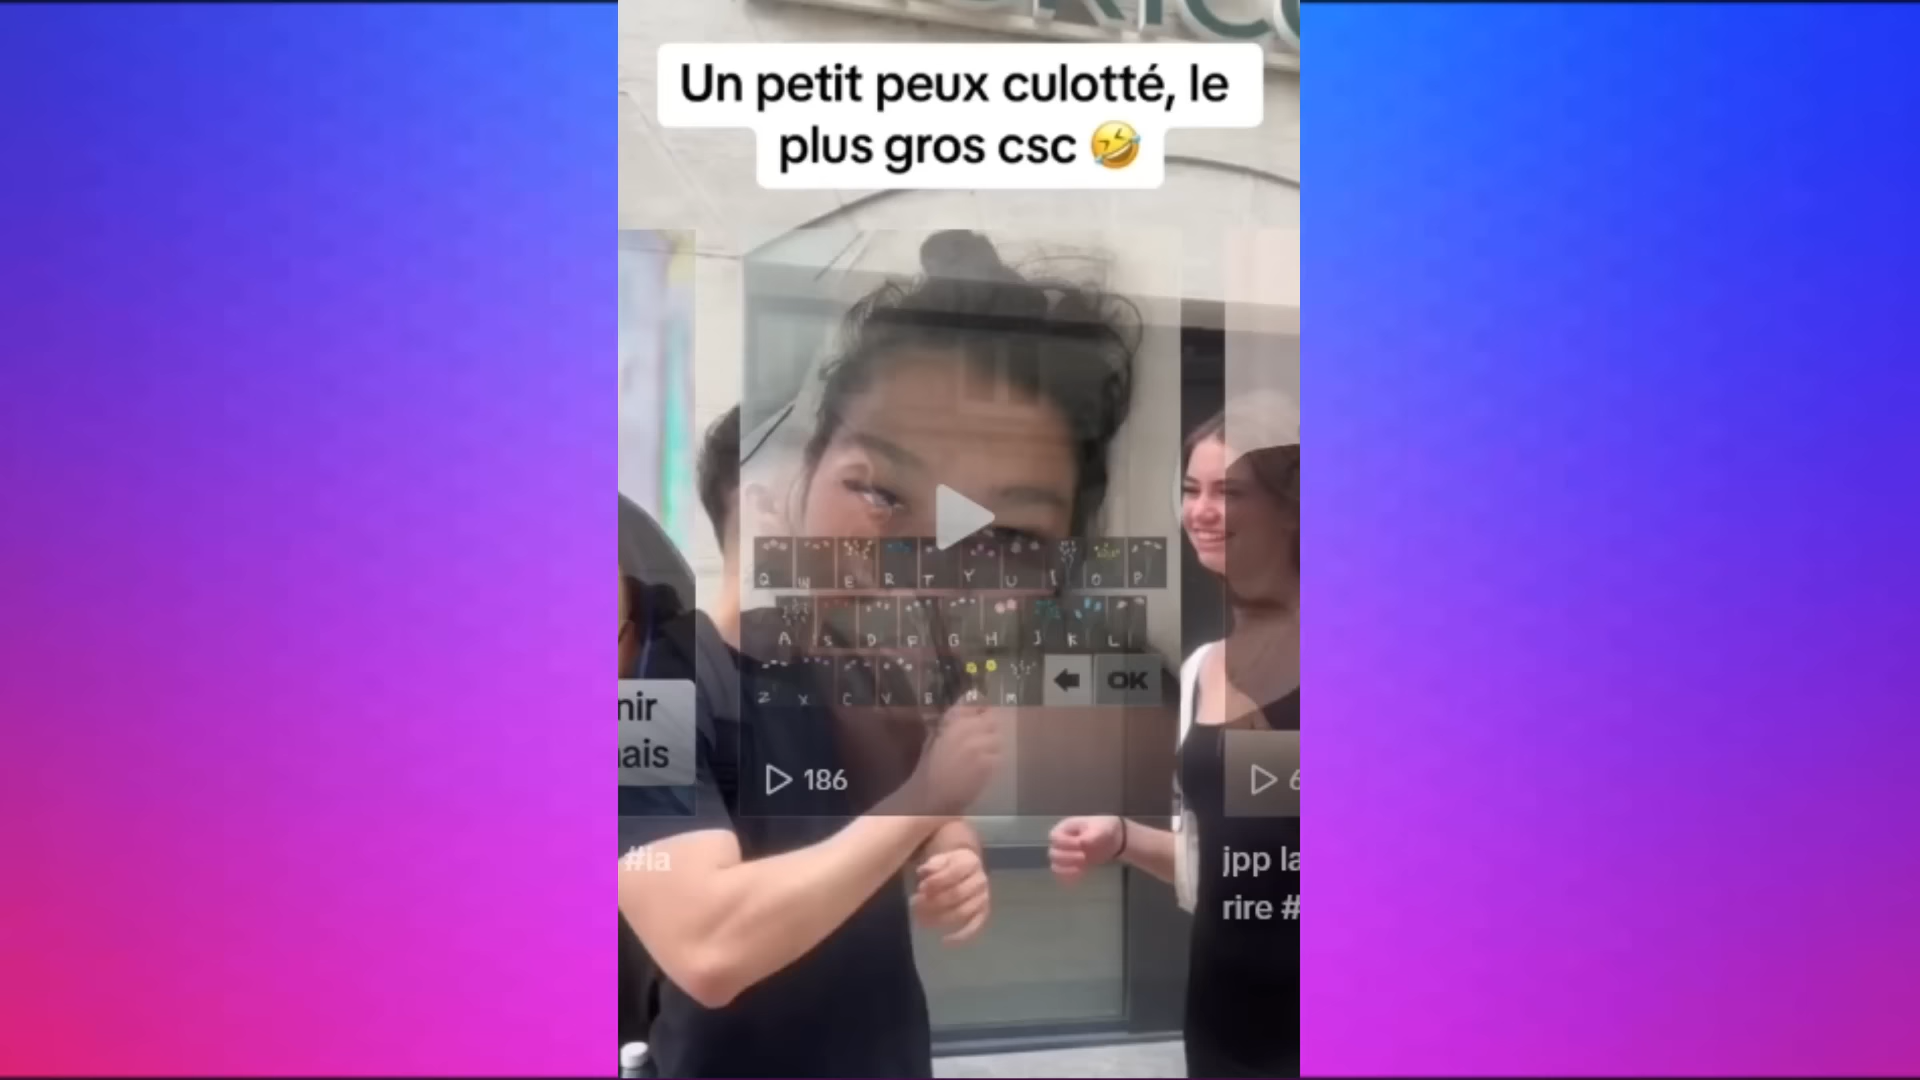 Un petit peux culotté, le
plus gros csc 🤣
Q W E R T Y U I O P
A S D F G H J K L
Z X C V B N M OK
nir
ais
186
#ia
jpp la
rire #